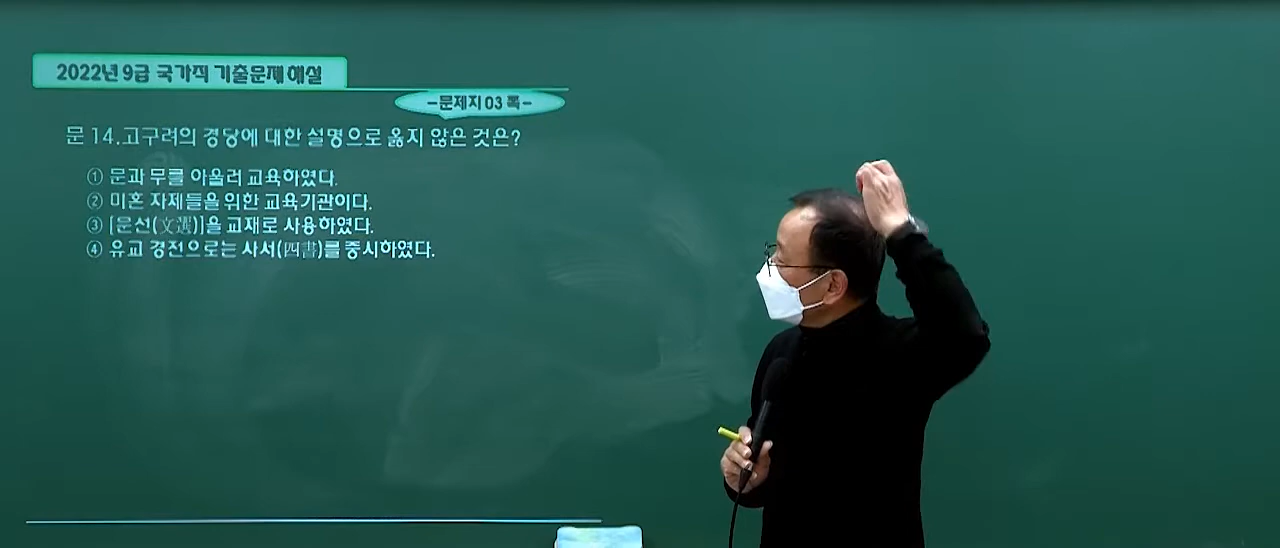 2022년 9급 국가직 기출문제 해설
-문제지 03 쪽-
문 14.고구려의 경당에 대한 설명으로 옳지 않은 것은?
① 문과 무를 아울러 교육하였다.
② 미혼 자제들을 위한 교육기관이다.
③ [문선(文選)]을 교재로 사용하였다.
④ 유교 경전으로는 사서(四書)를 중시하였다.